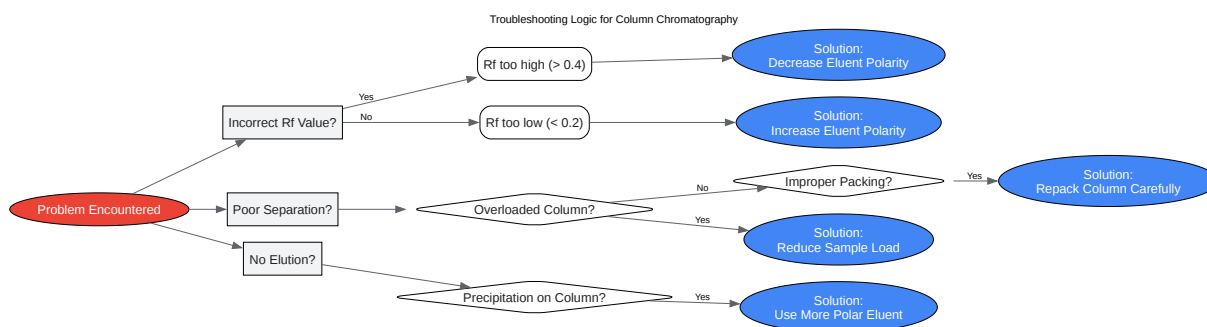 Troubleshooting Logic for Column Chromatography
Rf too high (> 0.4)
Solution:
Decrease Eluent Polarity
Yes
Incorrect Rf Value?
No
Rf too low (< 0.2)
Solution:
Increase Eluent Polarity
Problem Encountered
Poor Separation?
Overloaded Column?
No
Improper Packing?
Yes
Solution:
Repack Column Carefully
Yes
Solution:
Reduce Sample Load
No Elution?
Precipitation on Column?
Yes
Solution:
Use More Polar Eluent